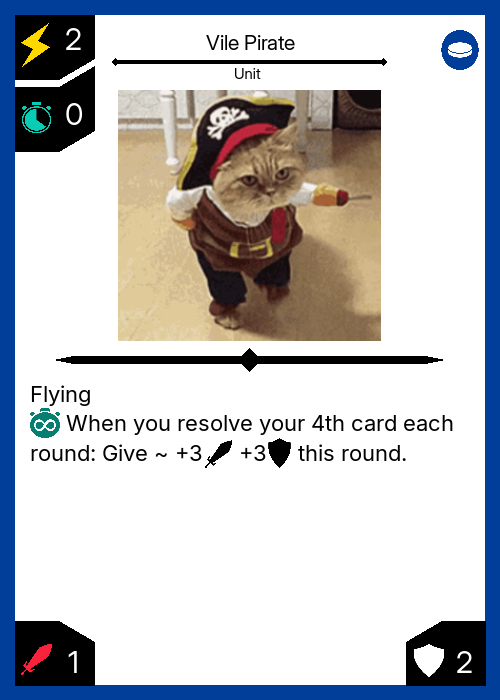 2
Vile Pirate
Unit
0
Flying
When you resolve your 4th card each
round: Give ~ +3 +3 this round.
1
2